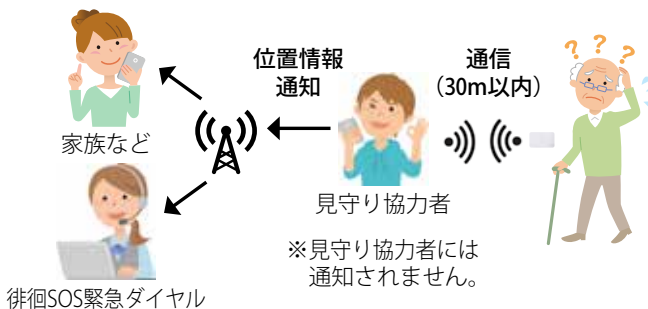 位置情報
通知
通信
（30m以内）
? ? ?
家族など
見守り協力者
※見守り協力者には
通知されません。
徘徊SOS緊急ダイヤル